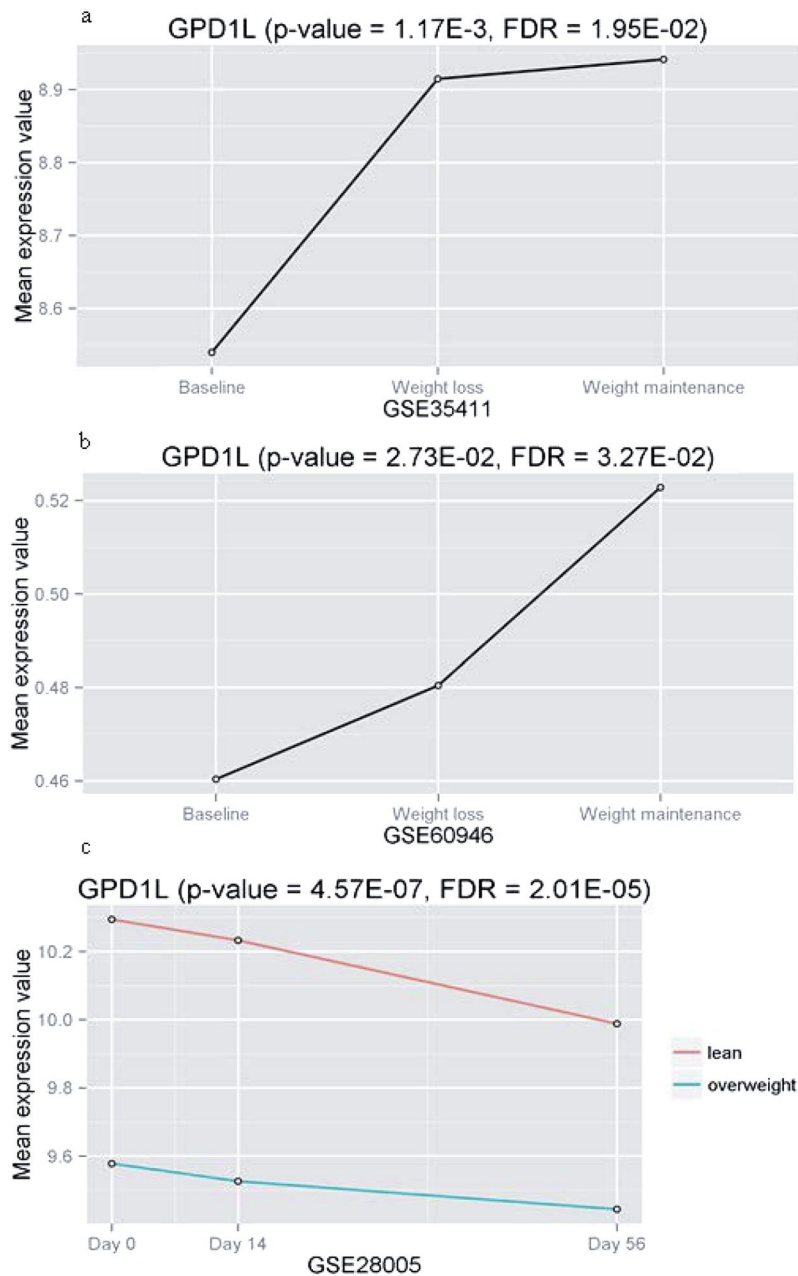 a
GPD1L (p-value = 1.17E-3, FDR = 1.95E-02)
Mean expression value
8.9
8.8
8.7
8.6
Baseline
Weight loss
Weight maintenance
GSE35411
b
GPD1L (p-value = 2.73E-02, FDR = 3.27E-02)
Mean expression value
0.52
0.50
0.48
0.46
Baseline
Weight loss
Weight maintenance
GSE60946
c
GPD1L (p-value = 4.57E-07, FDR = 2.01E-05)
Mean expression value
10.2
10.0
9.8
9.6
Day 0
Day 14
Day 56
GSE28005
lean
overweight